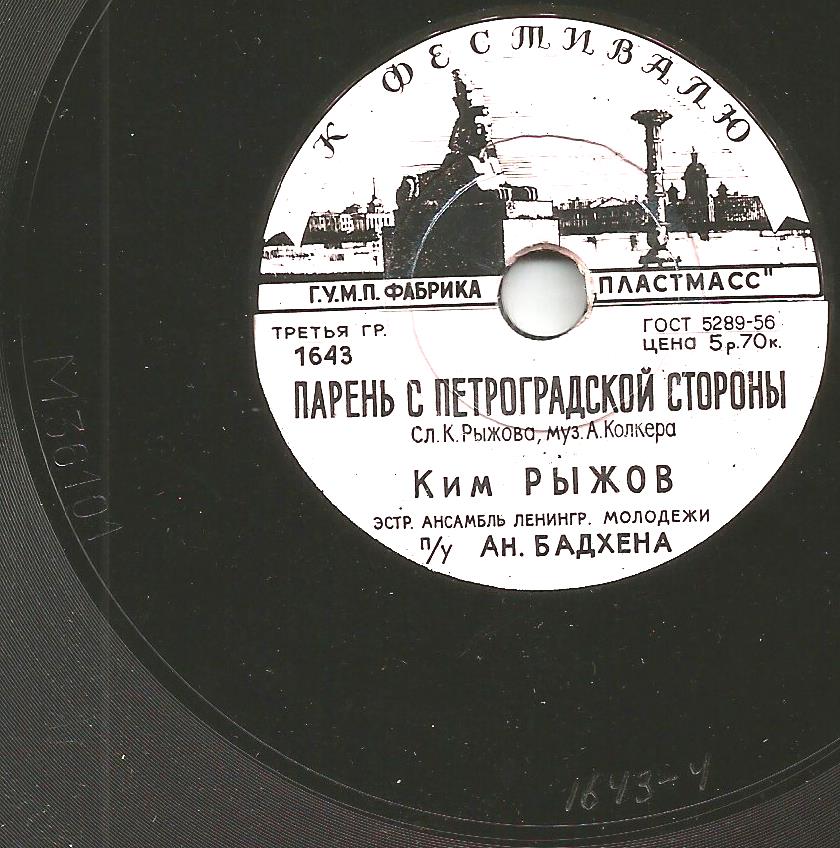 К ФЕСТИВАЛЮ
Г.У.М.П. ФАБРИКА ПЛАСТМАСС"
ТРЕТЬЯ ГР.
1643
ГОСТ 5289-56
ЦЕНА 5р.70к.
ПАРЕНЬ С ПЕТРОГРАДСКОЙ СТОРОНЫ
Сл. К. Рыжова, муз. А. Колкера
Ким РЫЖОВ
ЭСТР. АНСАМБЛЬ ЛЕНИНГР. МОЛОДЕЖИ
п/у АН. БАДХЕНА
М36101
1643-4